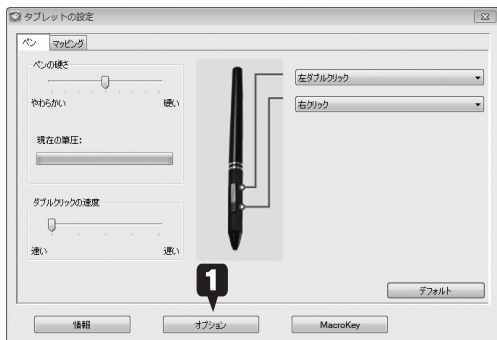 タブレットの設定
ペン マッピング
ペンの硬さ
やわらかい 硬い
現在の筆圧:
ダブルクリックの速度
速い 遅い
左ダブルクリック
右クリック
1
デフォルト
情報 オプション MacroKey